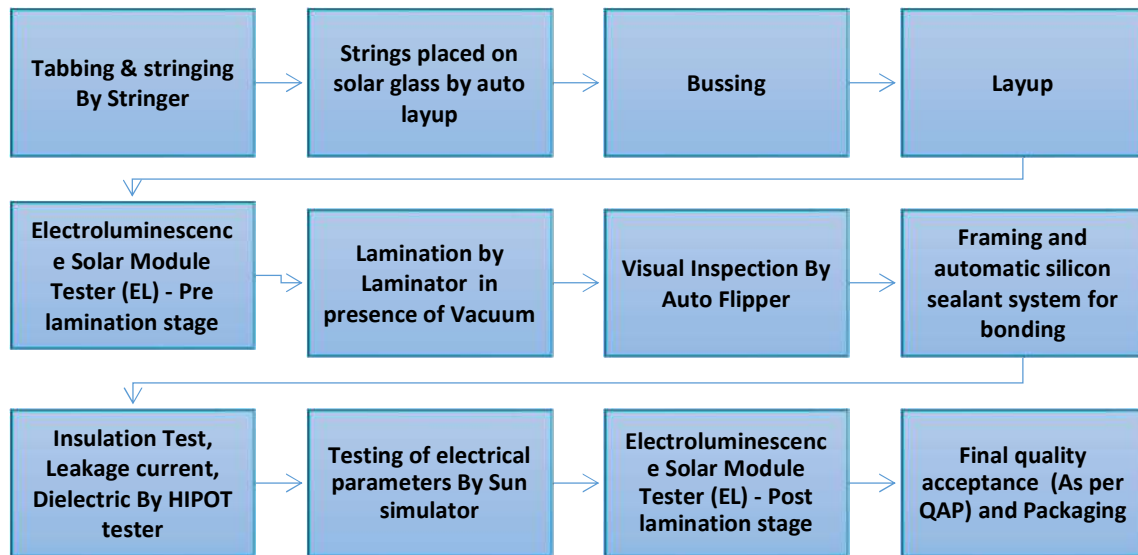 Tabbing & stringing
By Stringer
Strings placed on
solar glass by auto
layup
Bussing
Layup
Electroluminescenc
e Solar Module
Tester (EL) - Pre
lamination stage
Lamination by
Laminator in
presence of Vacuum
Visual Inspection By
Auto Flipper
Framing and
automatic silicon
sealant system for
bonding
Insulation Test,
Leakage current,
Dielectric By HIPOT
tester
Testing of electrical
parameters By Sun
simulator
Electroluminescenc
e Solar Module
Tester (EL) - Post
lamination stage
Final quality
acceptance (As per
QAP) and Packaging